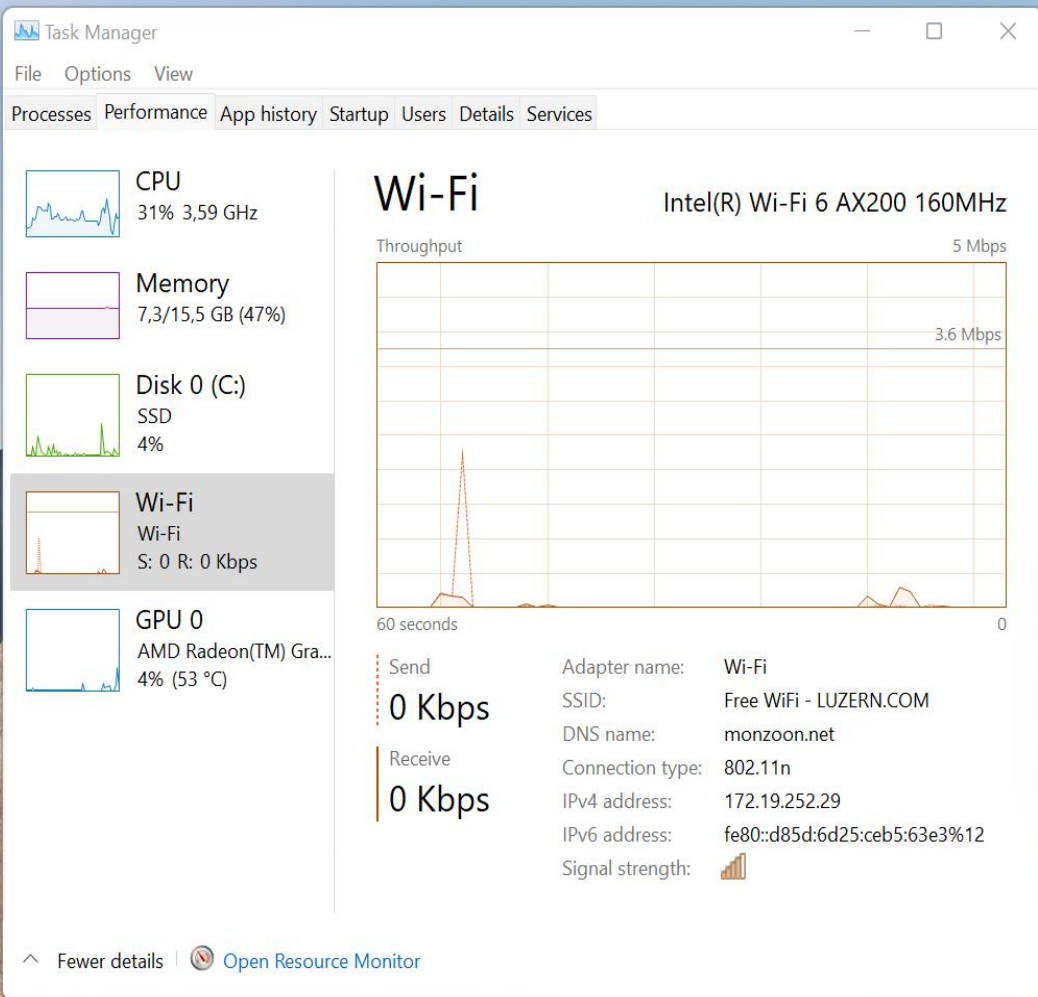 Task Manager
File Options View
Processes Performance App history Startup Users Details Services
CPU
31% 3,59 GHz
Memory
7,3/15,5 GB (47%)
Disk 0 (C:)
SSD
4%
Wi-Fi
Wi-Fi
S: 0 R: 0 Kbps
GPU 0
AMD Radeon(TM) Gra...
4% (53 °C)
Wi-Fi
Intel(R) Wi-Fi 6 AX200 160MHz
Throughput 5 Mbps
3.6 Mbps
60 seconds 0
Send
0 Kbps
Receive
0 Kbps
Adapter name: Wi-Fi
SSID: Free WiFi - LUZERN.COM
DNS name: monzoon.net
Connection type: 802.11n
IPv4 address: 172.19.252.29
IPv6 address: fe80::d85d:6d25:ceb5:63e3%12
Signal strength:
Fewer details Open Resource Monitor